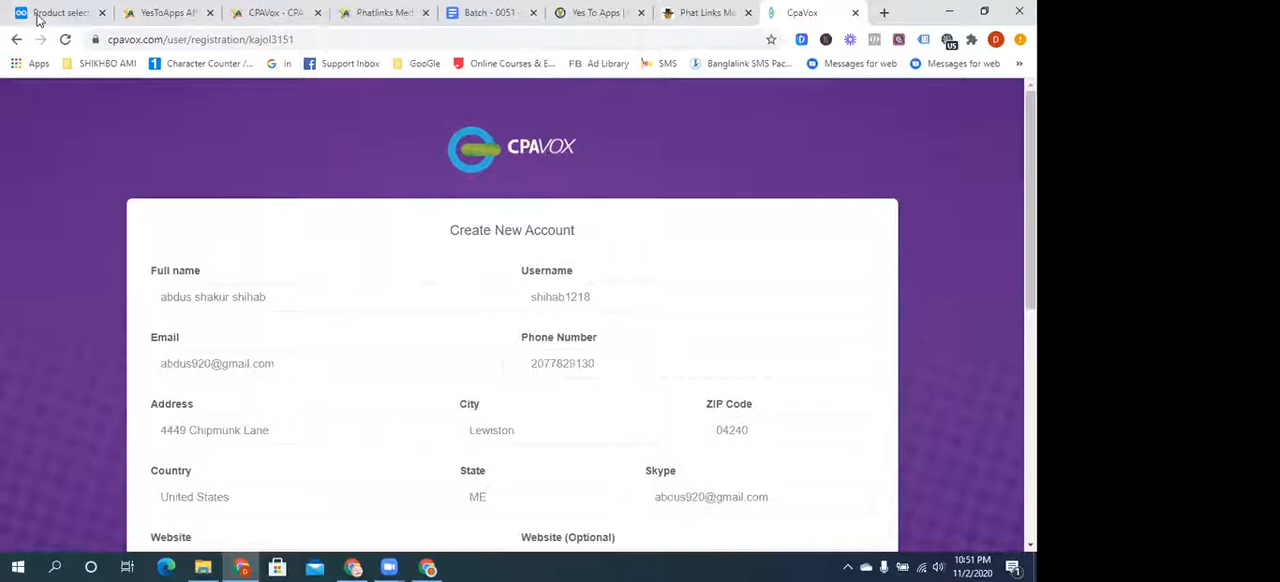 Product select
YesToApps Aff
CPAVox - CPA
Phatlinks Med
Batch - 0051
Yes To Apps |
Phat Links Me
CpaVox
cpavox.com/user/registration/kajol3151
US
D
Apps
SHIKHBO AMI
Character Counter /...
in
Support Inbox
GooGle
Online Courses & E...
FB Ad Library
SMS
Banglalink SMS Pac...
Messages for web
Messages for web
»
CPAVOX
Create New Account
Full name
Username
abdus shakur shihab
shihab1218
Email
Phone Number
abdus920@gmail.com
2077829130
Address
City
ZIP Code
4449 Chipmunk Lane
Lewiston
04240
Country
State
Skype
United States
ME
abous920@gmail.com
Website
Website (Optional)
10:51 PM
11/2/2020